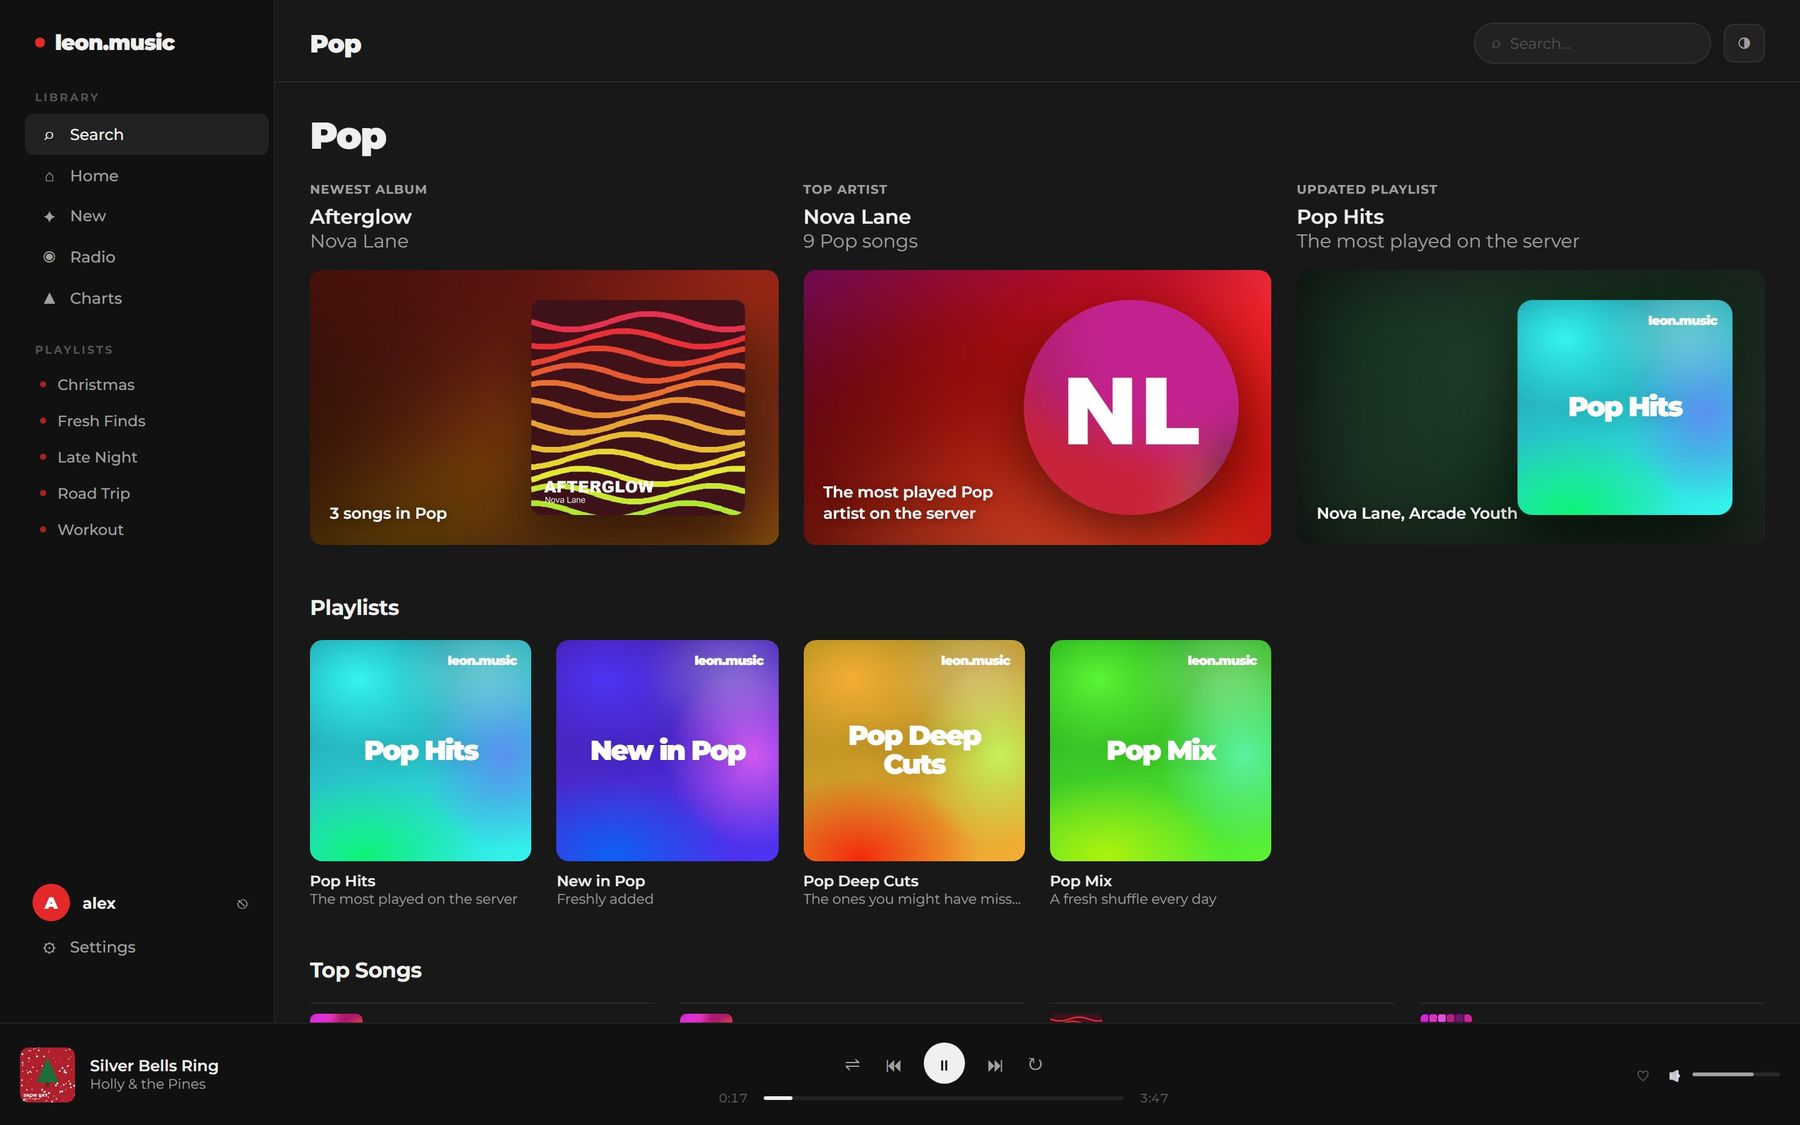 leon.music
LIBRARY
Search
Home
New
Radio
Charts
PLAYLISTS
Christmas
Fresh Finds
Late Night
Road Trip
Workout
A alex
Settings
Pop
Search...
Pop
NEWEST ALBUM
Afterglow
Nova Lane
AFTERGLOW
Nova Lane
3 songs in Pop
TOP ARTIST
Nova Lane
9 Pop songs
NL
The most played Pop
artist on the server
UPDATED PLAYLIST
Pop Hits
The most played on the server
leon.music
Pop Hits
Nova Lane, Arcade Youth
Playlists
leon.music
Pop Hits
Pop Hits
The most played on the server
leon.music
New in Pop
New in Pop
Freshly added
leon.music
Pop Deep
Cuts
Pop Deep Cuts
The ones you might have miss...
leon.music
Pop Mix
Pop Mix
A fresh shuffle every day
Top Songs
Silver Bells Ring
Holly & the Pines
0:17
3:47